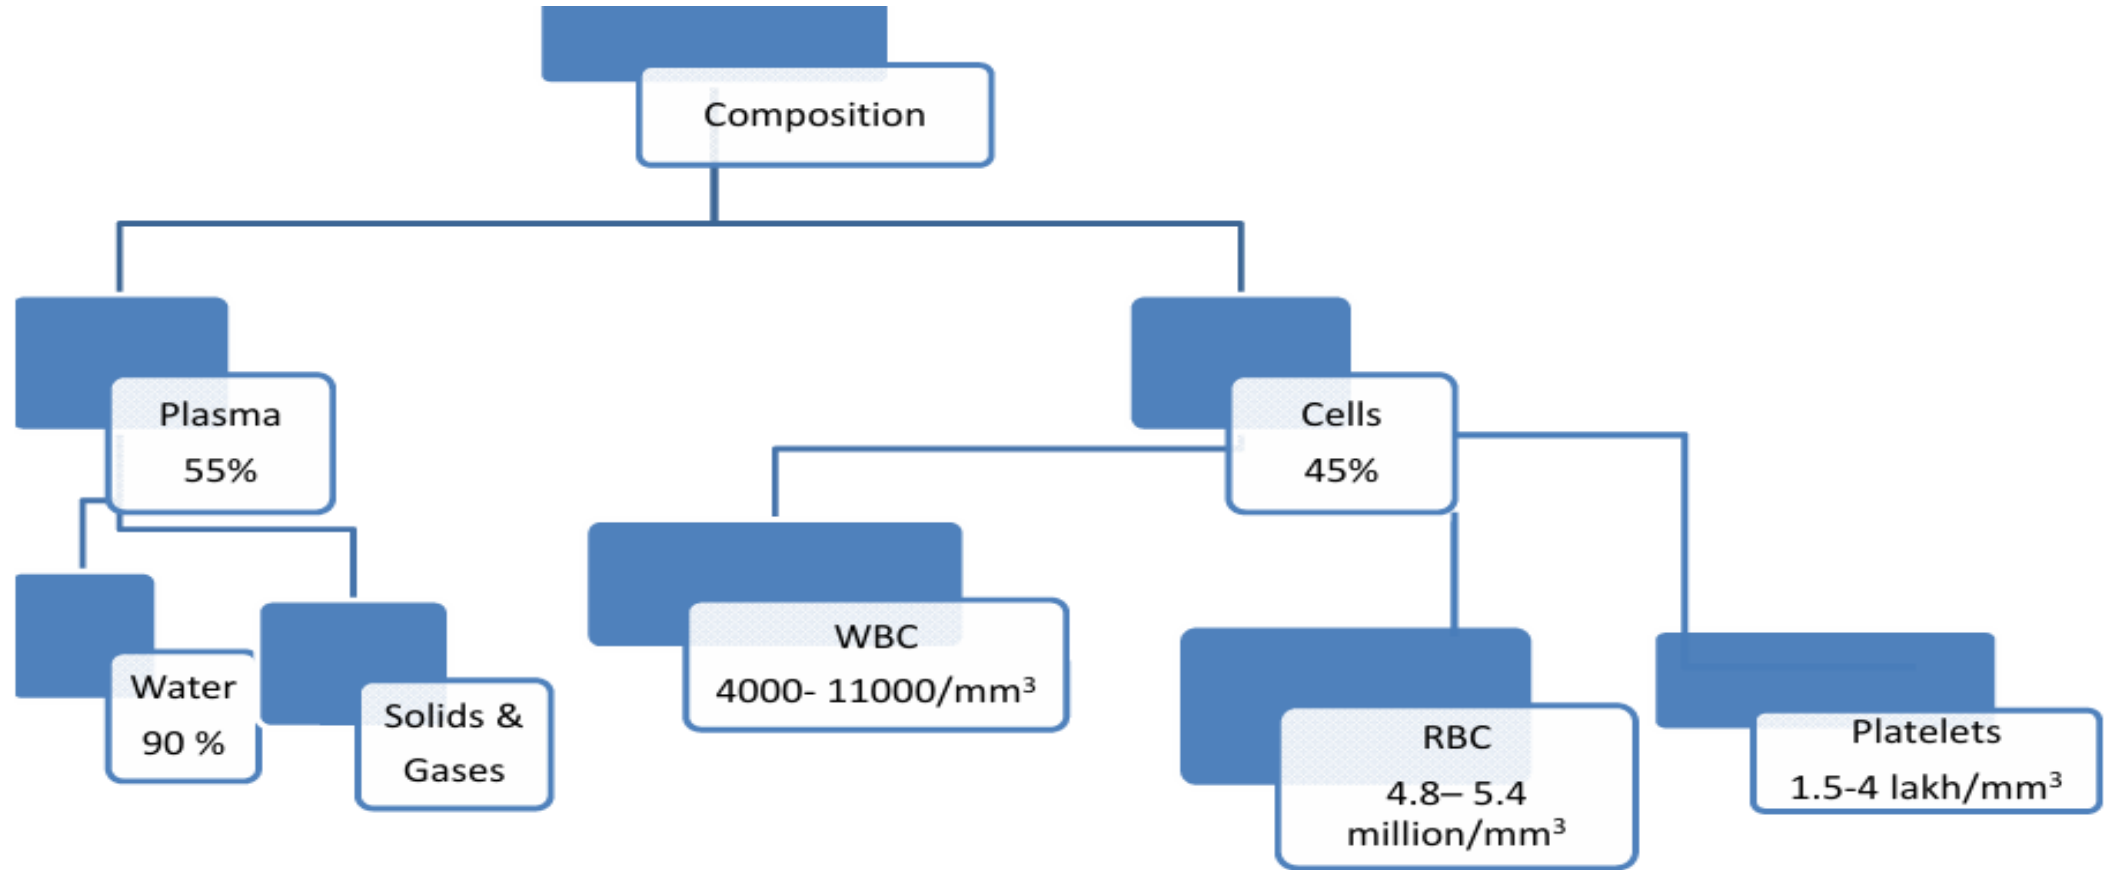 Composition
Plasma
55%
Cells
45%
Water
90 %
Solids &
Gases
WBC
4000- 11000/mm³
RBC
4.8– 5.4
million/mm³
Platelets
1.5-4 lakh/mm³